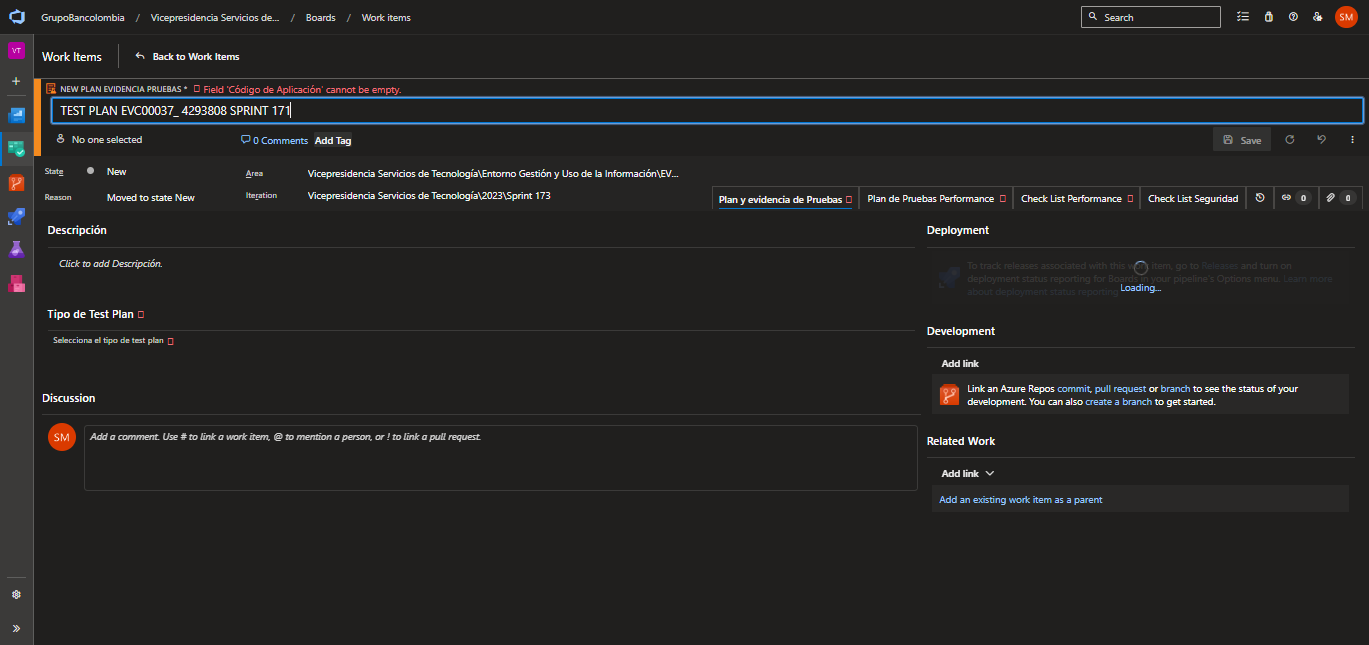 GrupoBancolombia / Vicepresidencia Servicios de... / Boards / Work items
Search
SM
VT
Work Items
Back to Work Items
NEW PLAN EVIDENCIA PRUEBAS * Field 'Código de Aplicación' cannot be empty.
TEST PLAN EVC00037_ 4293808 SPRINT 171
No one selected
0 Comments
Add Tag
Save
State
New
Area
Vicepresidencia Servicios de Tecnología\Entorno Gestión y Uso de la Información\EV...
Reason
Moved to state New
Iteration
Vicepresidencia Servicios de Tecnología\2023\Sprint 173
Plan y evidencia de Pruebas
Plan de Pruebas Performance
Check List Performance
Check List Seguridad
0
0
Descripción
Click to add Descripción.
Tipo de Test Plan
Selecciona el tipo de test plan
Discussion
SM
Add a comment. Use # to link a work item, @ to mention a person, or ! to link a pull request.
Deployment
To track releases associated with this work item, go to Releases and turn on
deployment status reporting for Boards in your pipeline's Options menu. Learn more
about deployment status reporting
Loading...
Development
Add link
Link an Azure Repos commit, pull request or branch to see the status of your
development. You can also create a branch to get started.
Related Work
Add link
Add an existing work item as a parent